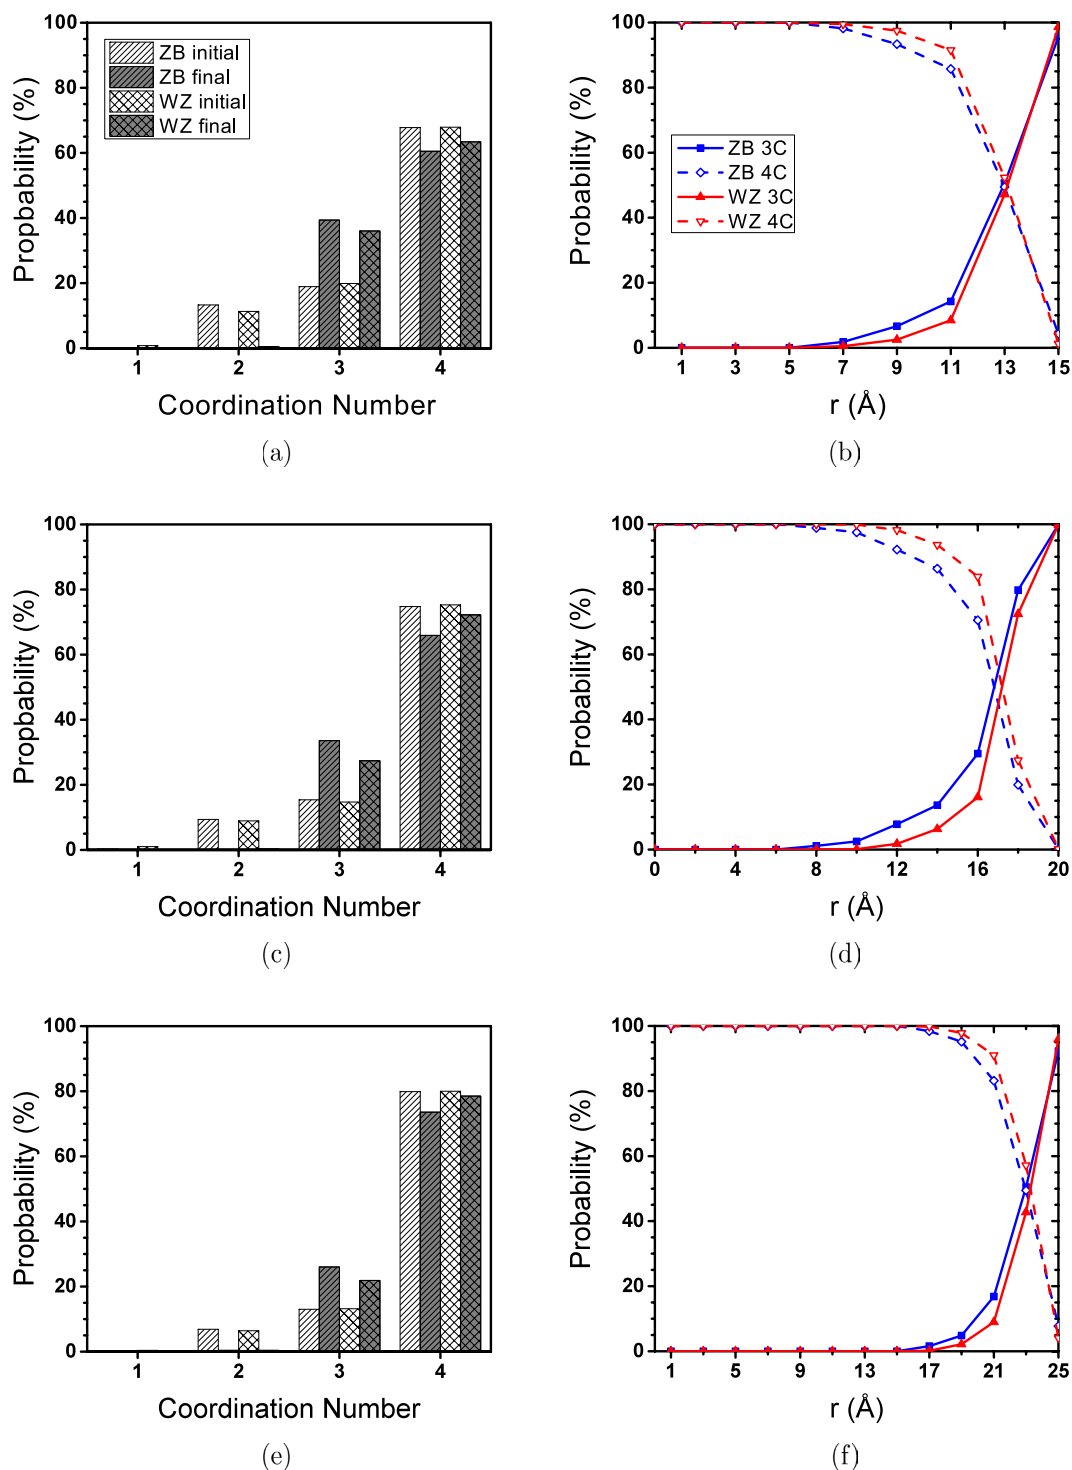 100
80
60
40
20
0
Propbability (%)
ZB initial
ZB final
WZ initial
WZ final
1 2 3 4
Coordination Number
(a)
100
80
60
40
20
0
Probability (%)
ZB 3C
ZB 4C
WZ 3C
WZ 4C
1 3 5 7 9 11 13 15
r (Å)
(b)
100
80
60
40
20
0
Propbability (%)
1 2 3 4
Coordination Number
(c)
100
80
60
40
20
0
Probability (%)
0 4 8 12 16 20
r (Å)
(d)
100
80
60
40
20
0
Propbability (%)
1 2 3 4
Coordination Number
(e)
100
80
60
40
20
0
Probability (%)
1 5 9 13 17 21 25
r (Å)
(f)